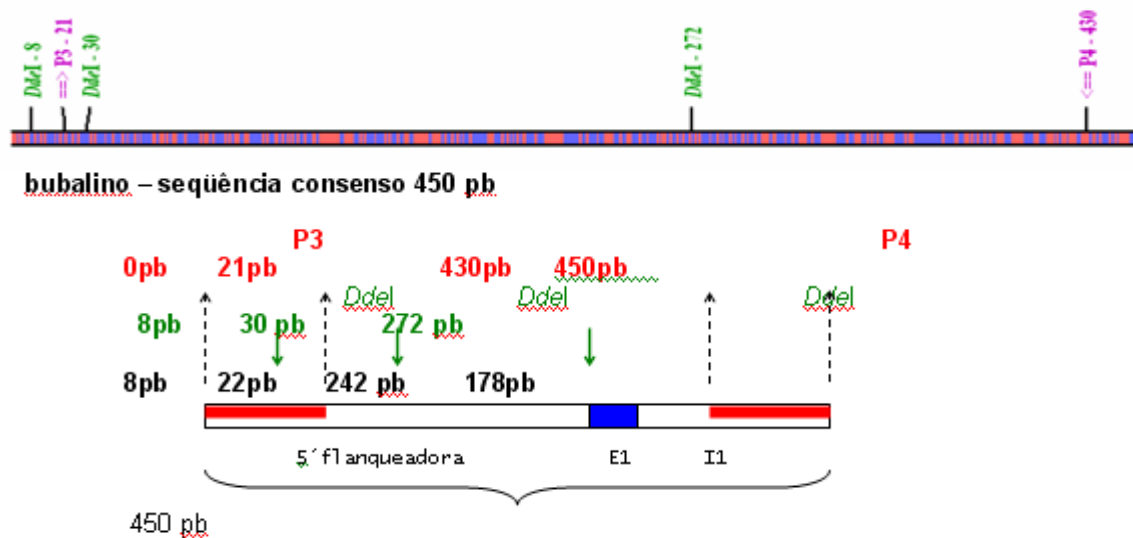 DdeI - 8
==> P3 - 21
DdeI - 30
DdeI - 272
<== P4 - 430
bubalino – seqüência consenso 450 pb
P3 P4
0pb 21pb 430pb 450pb
DdeI DdeI DdeI
8pb 30 pb 272 pb
8pb 22pb 242 pb 178pb
5´flanqueadora E1 I1
450 pb